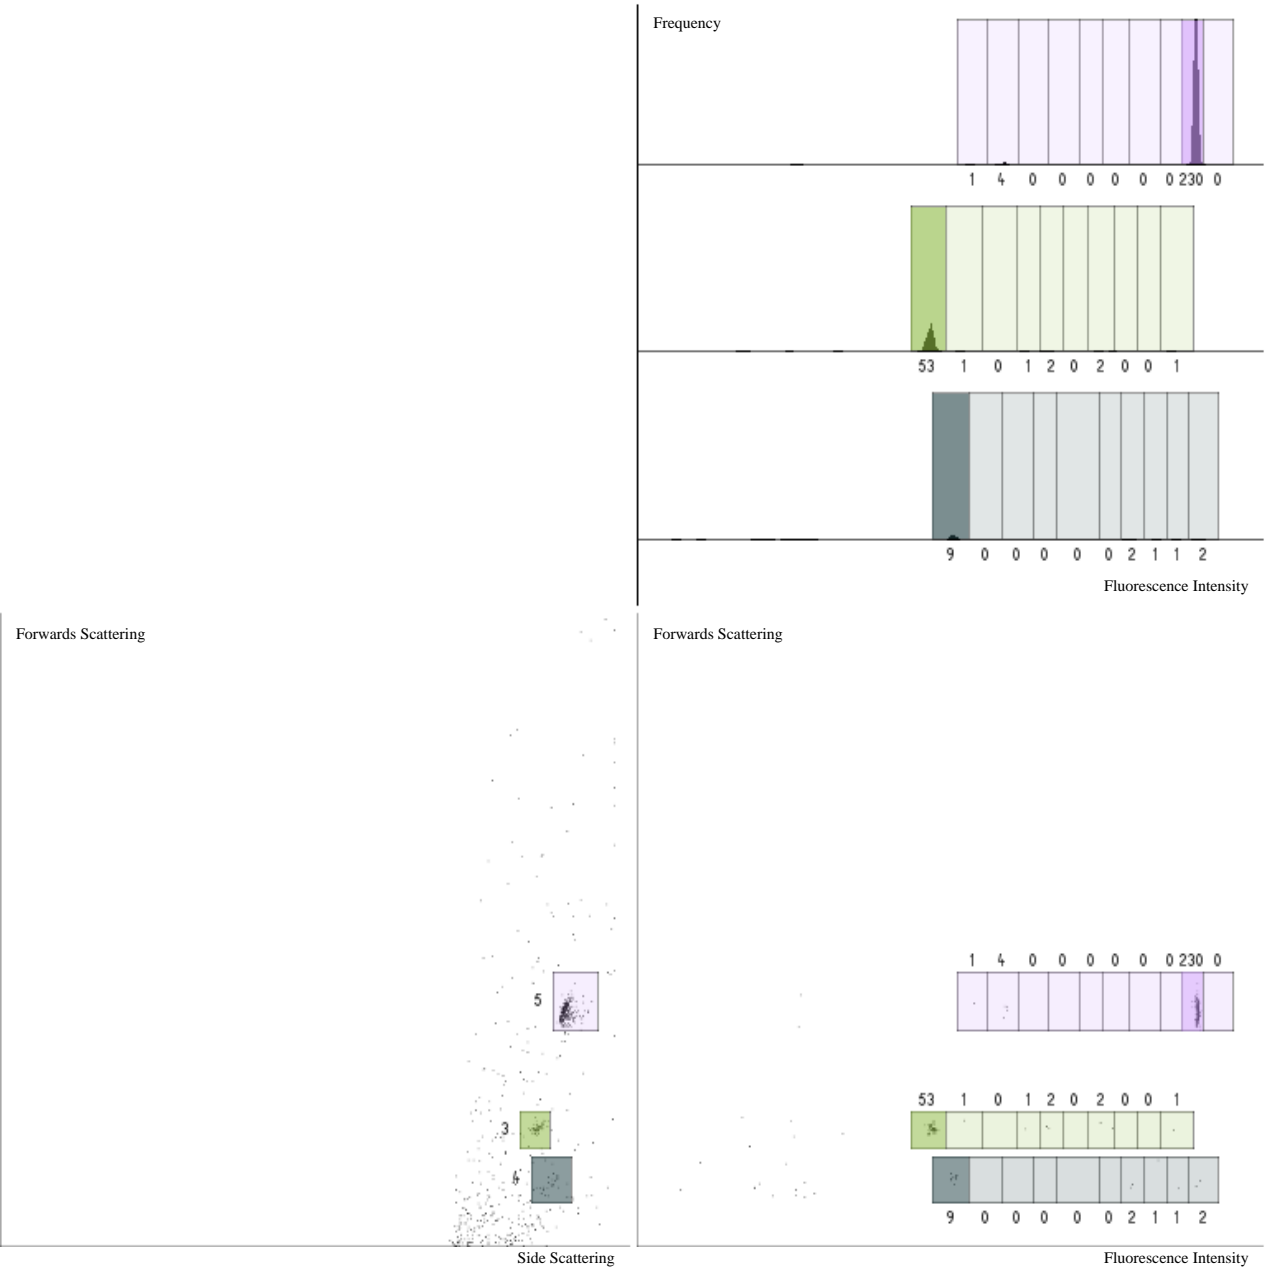 Frequency
1 4 0 0 0 0 0 0 230 0
53 1 0 1 2 0 2 0 0 1
9 0 0 0 0 0 2 1 1 2
Fluorescence Intensity
Forwards Scattering
5
3
4
Side Scattering
Forwards Scattering
1 4 0 0 0 0 0 0 230 0
53 1 0 1 2 0 2 0 0 1
9 0 0 0 0 0 2 1 1 2
Fluorescence Intensity